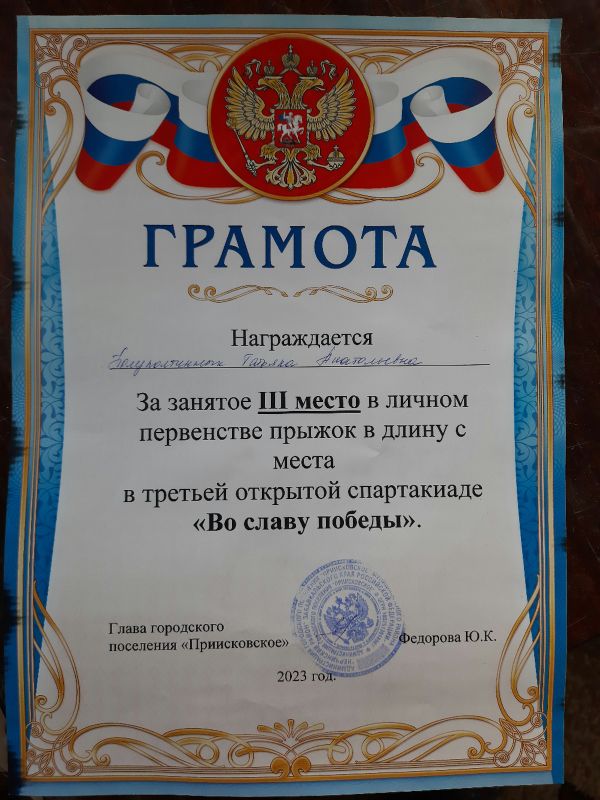 ГРАМОТА
Награждается
Татьяна Анатольевна
За занятое III место в личном
первенстве прыжок в длину с
места
в третьей открытой спартакиаде
«Во славу победы».
Глава городского
поселения «Приисковское»
Федорова Ю.К.
2023 год.